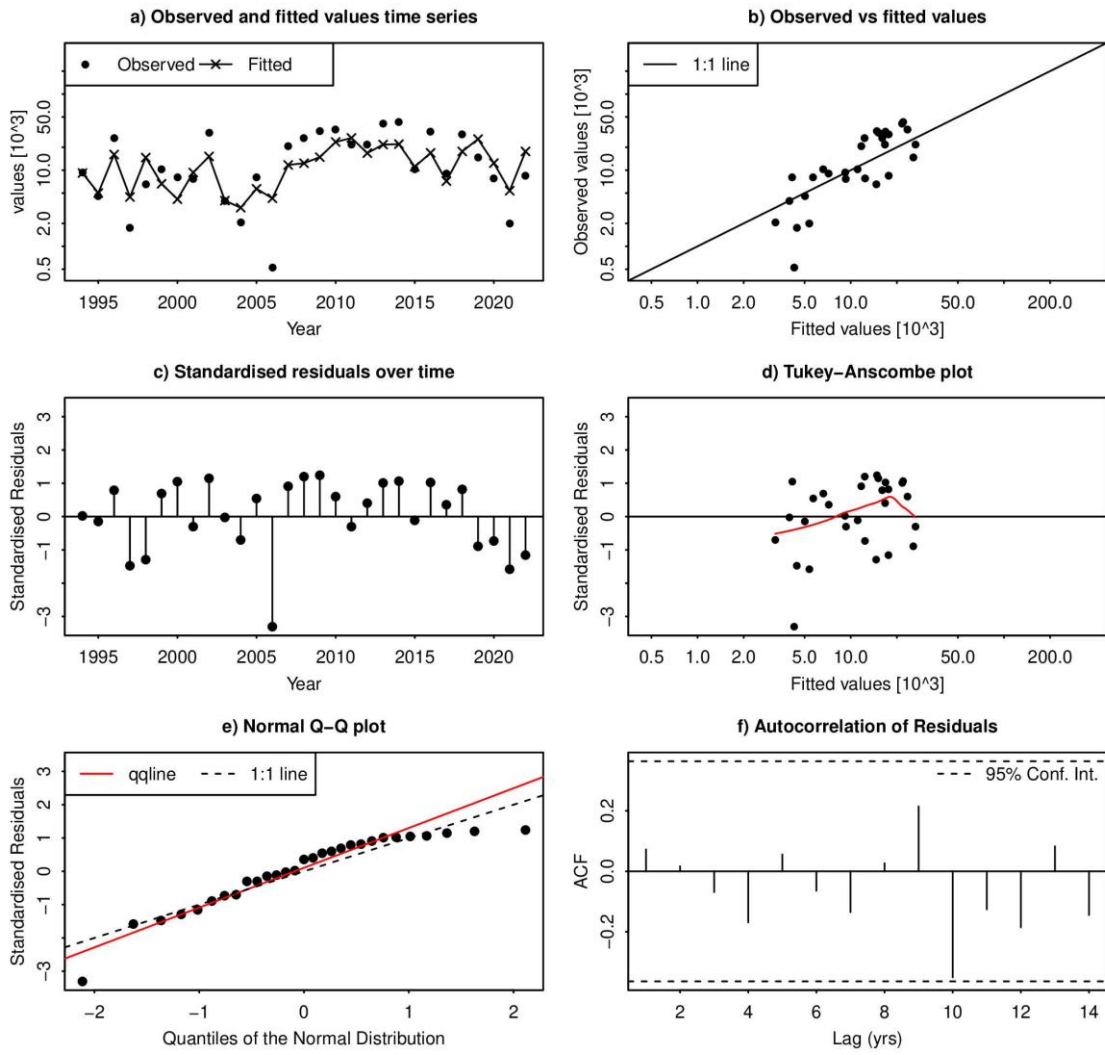 a) Observed and fitted values time series
Observed Fitted
values [10^3]
0.5 2.0 10.0 50.0
1995 2000 2005 2010 2015 2020
Year
b) Observed vs fitted values
1:1 line
Observed values [10^3]
0.5 2.0 10.0 50.0
0.5 1.0 2.0 5.0 10.0 50.0 200.0
Fitted values [10^3]
c) Standardised residuals over time
Standardised Residuals
−3 −1 0 1 2 3
1995 2000 2005 2010 2015 2020
Year
d) Tukey−Anscombe plot
Standardised Residuals
−3 −1 0 1 2 3
0.5 1.0 2.0 5.0 10.0 50.0 200.0
Fitted values [10^3]
e) Normal Q−Q plot
qqline 1:1 line
Standardised Residuals
−3 −1 0 1 2 3
−2 −1 0 1 2
Quantiles of the Normal Distribution
f) Autocorrelation of Residuals
95% Conf. Int.
ACF
−0.2 0.0 0.2
2 4 6 8 10 12 14
Lag (yrs)